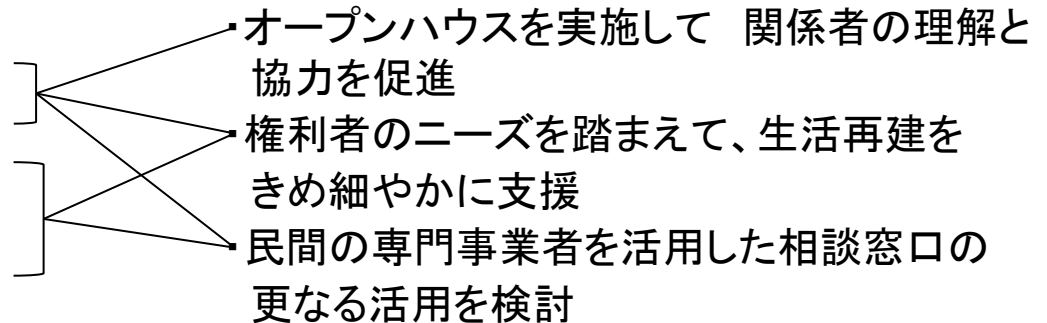 ▪オープンハウスを実施して 関係者の理解と
協力を促進
▪権利者のニーズを踏まえて、生活再建を
きめ細やかに支援
▪民間の専門事業者を活用した相談窓口の
更なる活用を検討